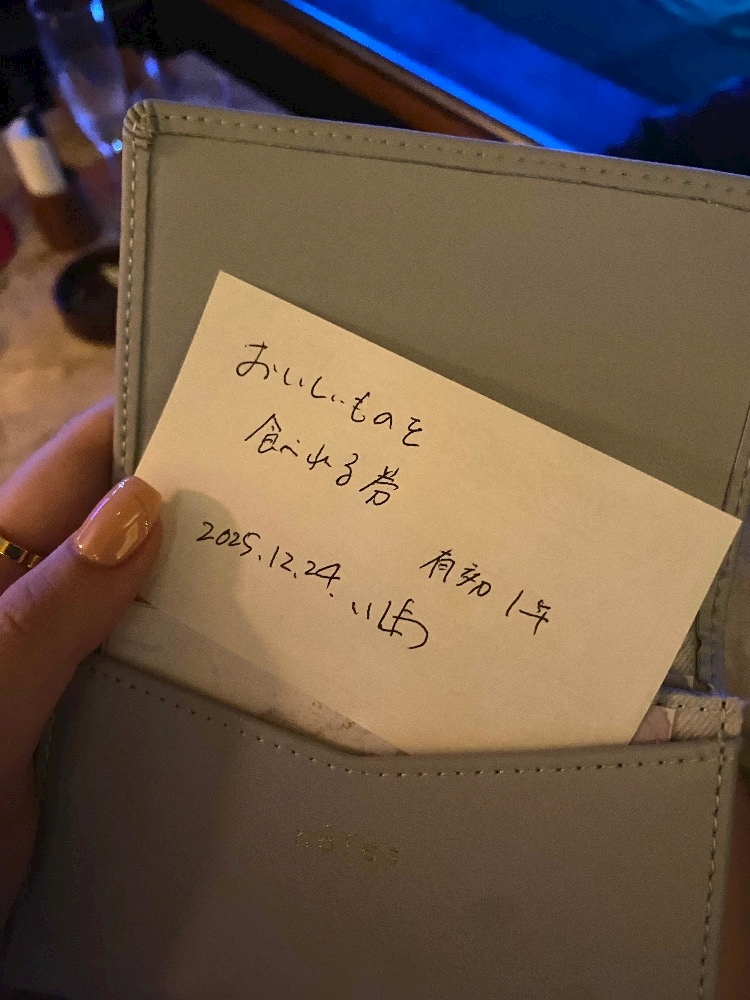 おいしいものを
食べれる券
有効1年
2025.12.24.